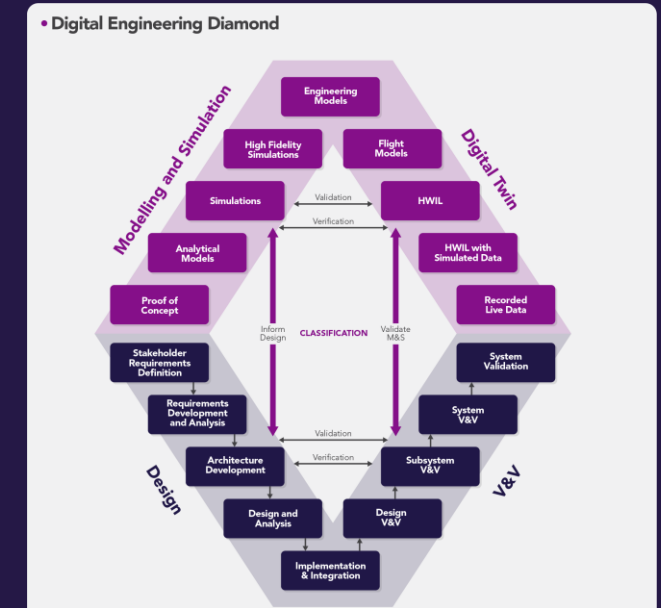 • Digital Engineering Diamond
Modelling and Simulation
Digital Twin
Engineering
Models
High Fidelity
Simulations
Flight
Models
Simulations
Validation
HWIL
Verification
Analytical
Models
HWIL with
Simulated Data
Proof of
Concept
Recorded
Live Data
Inform
Design
CLASSIFICATION
Validate
M&S
Stakeholder
Requirements
Definition
System
Validation
Requirements
Development
and Analysis
System
V&V
Validation
Architecture
Development
Verification
Subsystem
V&V
Design
V&V
Design and
Analysis
Design
V&V
Implementation
& Integration